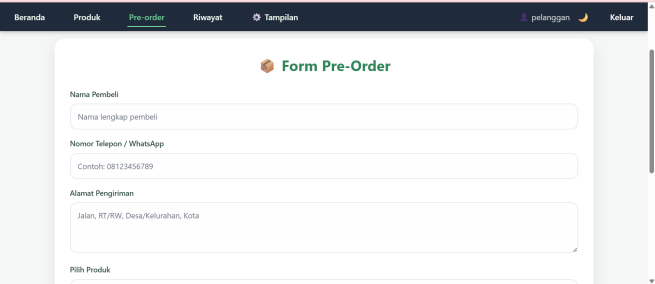 Beranda Produk Pre-order Riwayat ⚙️ Tampilan 👤 pelanggan 🌙 Keluar
📦 Form Pre-Order
Nama Pembeli
Nama lengkap pembeli
Nomor Telepon / WhatsApp
Contoh: 08123456789
Alamat Pengiriman
Jalan, RT/RW, Desa/Kelurahan, Kota
Pilih Produk